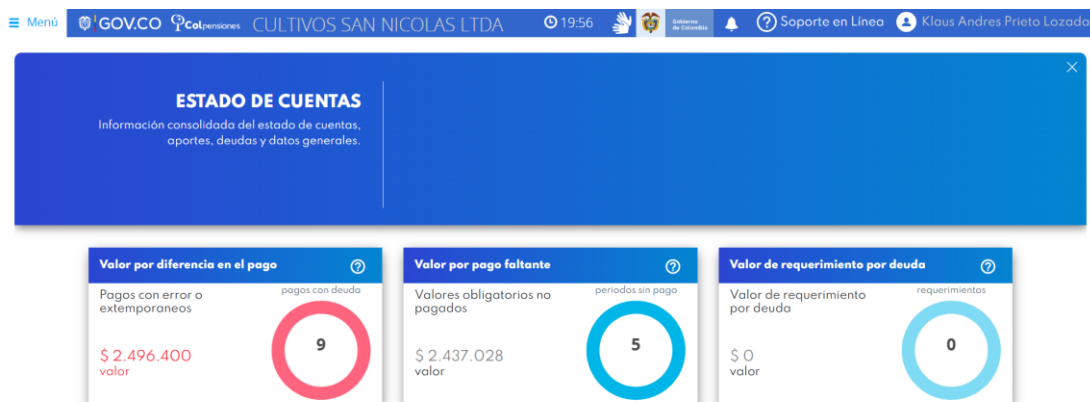 Menú GOV.CO Colpensiones CULTIVOS SAN NICOLAS LTDA 19:56 Gobierno de Colombia Soporte en Línea Klaus Andres Prieto Lozada
ESTADO DE CUENTAS
Información consolidada del estado de cuentas,
aportes, deudas y datos generales.
Valor por diferencia en el pago
Pagos con error o
extemporaneos
pagos con deuda
9
$ 2.496.400
valor
Valor por pago faltante
Valores obligatorios no
pagados
periodos sin pago
5
$ 2.437.028
valor
Valor de requerimiento por deuda
Valor de requerimiento
por deuda
requerimientos
0
$ 0
valor